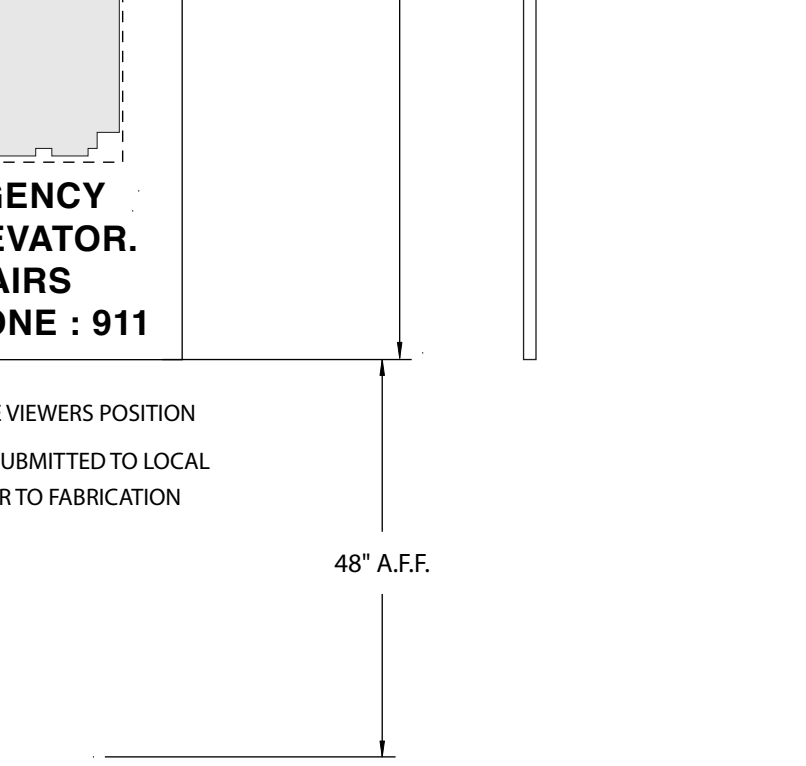 GENCY
EVATOR.
AIRS
ONE : 911
E VIEWERS POSITION
UBMITTED TO LOCAL
R TO FABRICATION
48" A.F.F.